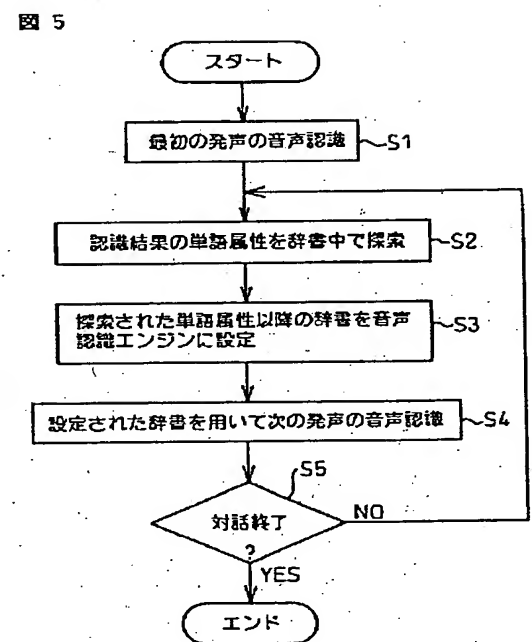 図 5
スタート
最初の発声の音声認識
S1
認識結果の単語属性を辞書中で探索
S2
探索された単語属性以降の辞書を音声
認識エンジンに設定
S3
設定された辞書を用いて次の発声の音声認識
S4
S5
対話終了
?
NO
YES
エンド